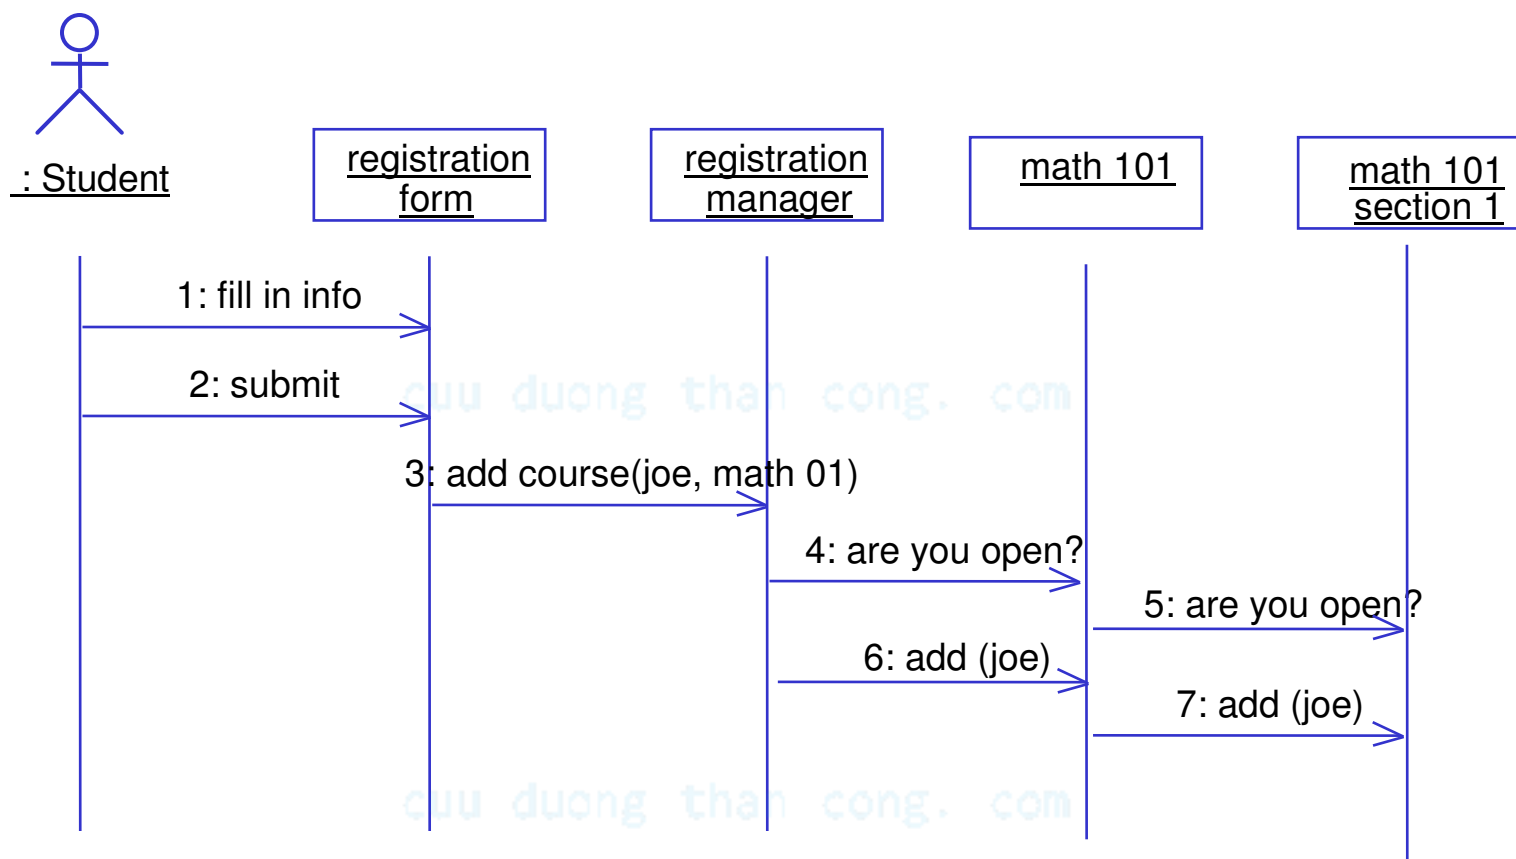 : Student
registration
form
registration
manager
math 101
math 101
section 1
1: fill in info
2: submit
cuu duong than cong. com
3: add course(joe, math 01)
4: are you open?
5: are you open?
6: add (joe)
7: add (joe)
cuu duong than cong. com